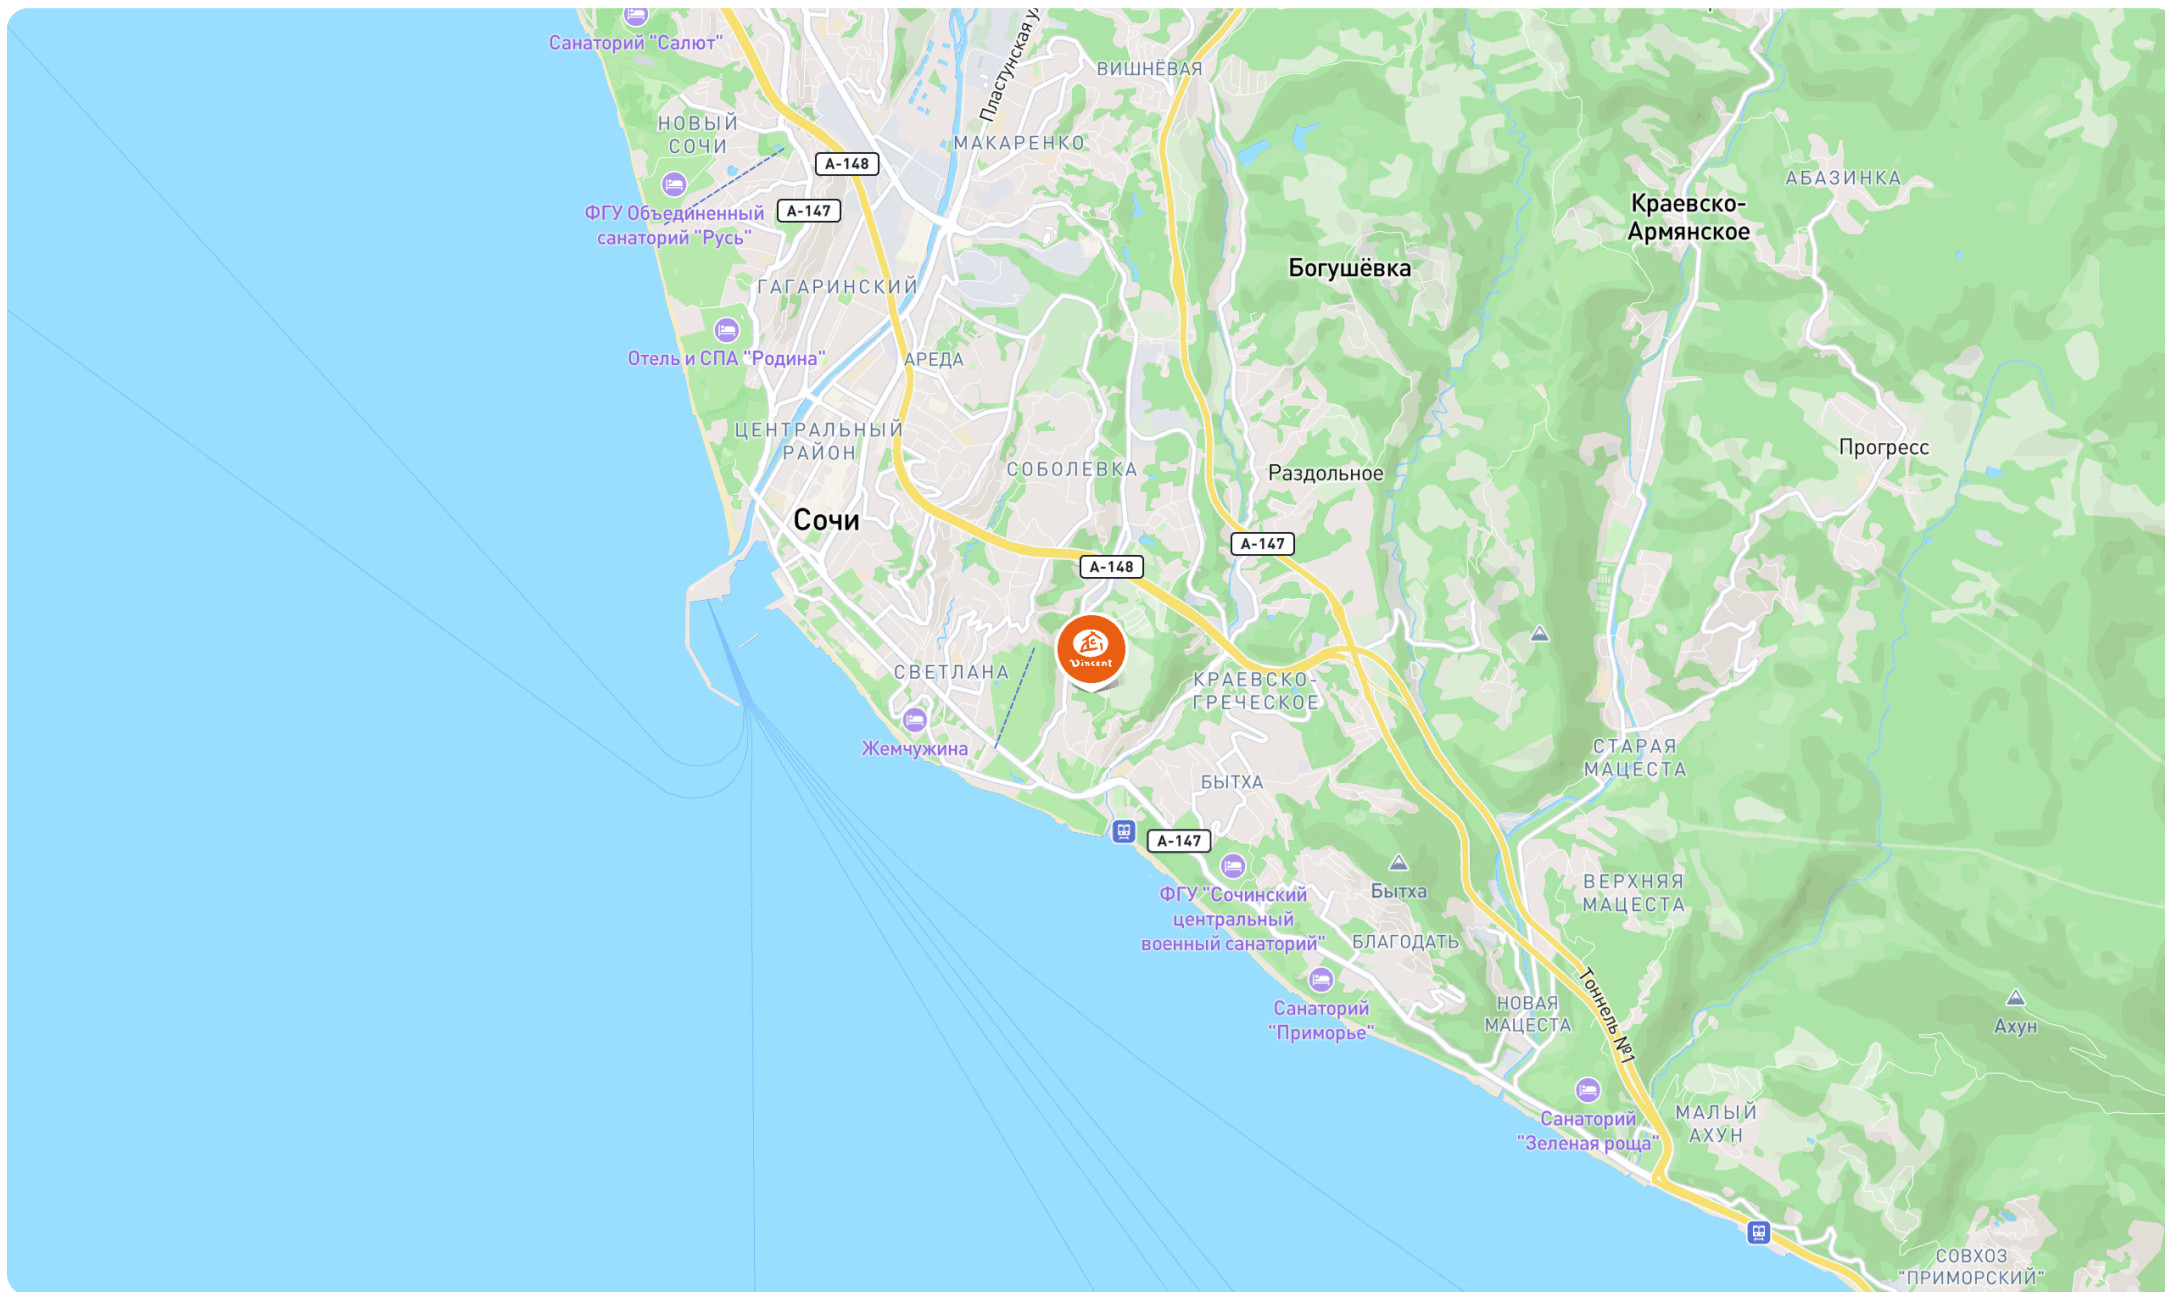 Санаторий "Салют"
Пластунская ул
ВИШНЁВАЯ
НОВЫЙ
СОЧИ
МАКАРЕНКО
А-148
АБАЗИНКА
Краевско-
Армянское
ФГУ Объединенный
санаторий "Русь"
А-147
Богушёвка
ГАГАРИНСКИЙ
Отель и СПА "Родина"
АРЕДА
ЦЕНТРАЛЬНЫЙ
РАЙОН
СОБОЛЕВКА
Раздольное
Прогресс
Сочи
А-147
А-148
Vincent
СВЕТЛАНА
КРАЕВСКО-
ГРЕЧЕСКОЕ
Жемчужина
СТАРАЯ
МАЦЕСТА
БЫТХА
А-147
ФГУ "Сочинский
центральный
военный санаторий"
Бытха
ВЕРХНЯЯ
МАЦЕСТА
БЛАГОДАТЬ
Санаторий
"Приморье"
НОВАЯ
МАЦЕСТА
Тоннель №1
Ахун
Санаторий
"Зеленая роща"
МАЛЫЙ
АХУН
СОВХОЗ
"ПРИМОРСКИЙ"